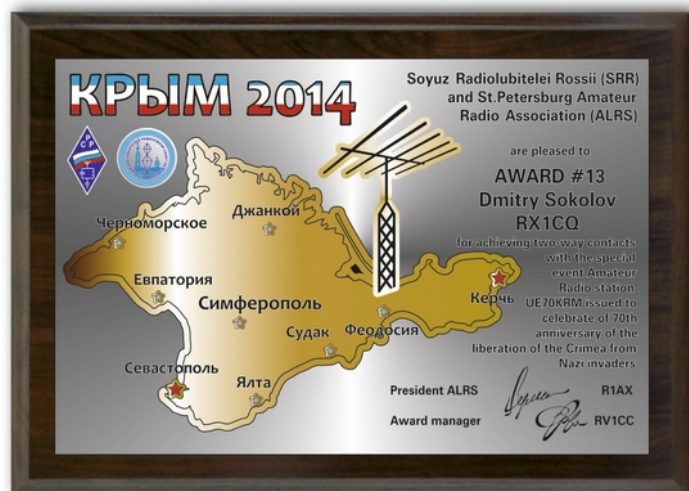 КРЫМ 2014
Soyuz Radiolubitelei Rossii (SRR)
and St.Petersburg Amateur
Radio Association (ALRS)
are pleased to
AWARD #13
Dmitry Sokolov
RX1CQ
for achieving two-way contacts
with the special
event Amateur
Radio station
UE70KRM issued to
celebrate of 70th
anniversary of the
liberation of the Crimea from
Nazi invaders
СРР
Черноморское
Джанкой
Евпатория
Симферополь
Керчь
Феодосия
Судак
Севастополь
Ялта
President ALRS R1AX
Award manager RV1CC